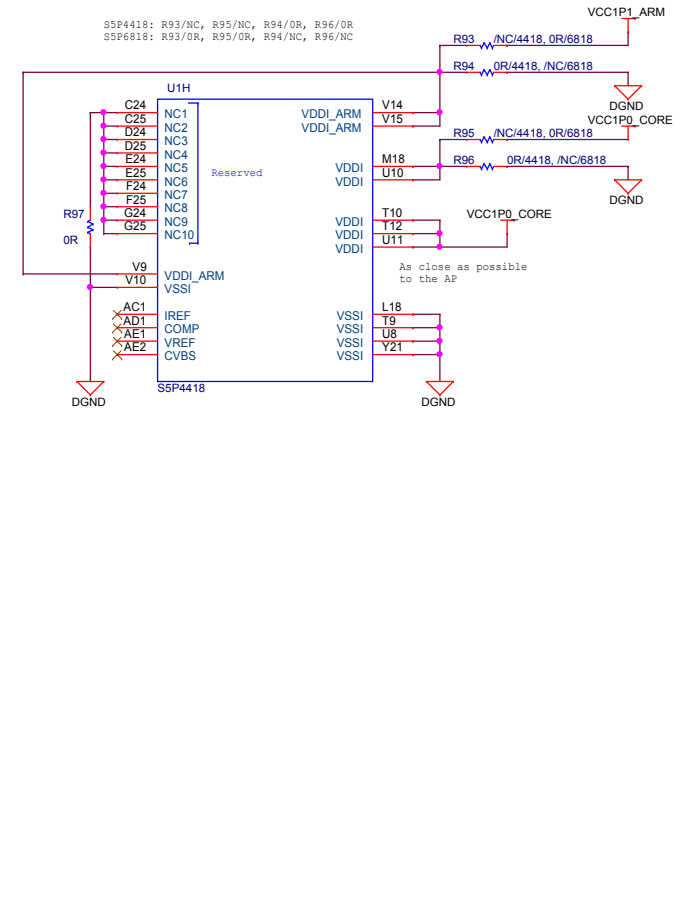 VCC1P1_ARM
S5P4418: R93/NC, R95/NC, R94/0R, R96/0R
S5P6818: R93/0R, R95/0R, R94/NC, R96/NC
R93 /NC/4418, 0R/6818
R94 0R/4418, /NC/6818
DGND
VCC1P0_CORE
U1H
C24 NC1
C25 NC2
D24 NC3
D25 NC4
E24 NC5
E25 NC6
F24 NC7
F25 NC8
G24 NC9
G25 NC10
Reserved
VDDI_ARM V14
VDDI_ARM V15
R95 /NC/4418, 0R/6818
VDDI M18
R96 0R/4418, /NC/6818
VDDI U10
DGND
R97
0R
VDDI T10
VDDI T12
VDDI U11
VCC1P0_CORE
As close as possible
to the AP
V9 VDDI_ARM
V10 VSSI
AC1 IREF
AD1 COMP
AE1 VREF
AE2 CVBS
VSSI L18
VSSI T9
VSSI U8
VSSI Y21
S5P4418
DGND
DGND